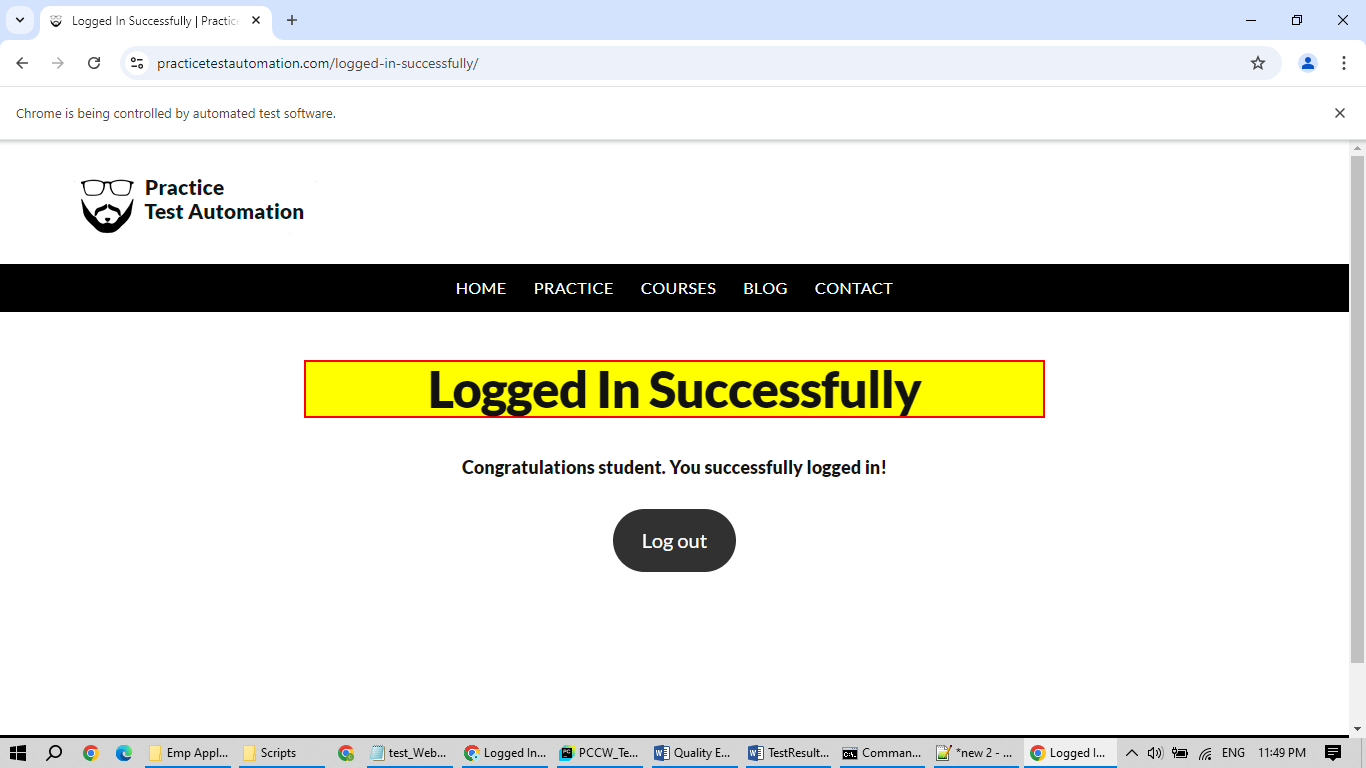 Logged In Successfully | Practice
practicetestautomation.com/logged-in-successfully/
Chrome is being controlled by automated test software.
Practice
Test Automation
HOME PRACTICE COURSES BLOG CONTACT
Logged In Successfully
Congratulations student. You successfully logged in!
Log out
Emp Appl... Scripts test_Web... Logged In... PCCW_Te... Quality E... TestResult... Comman... *new 2 - ... Logged I... ENG 11:49 PM